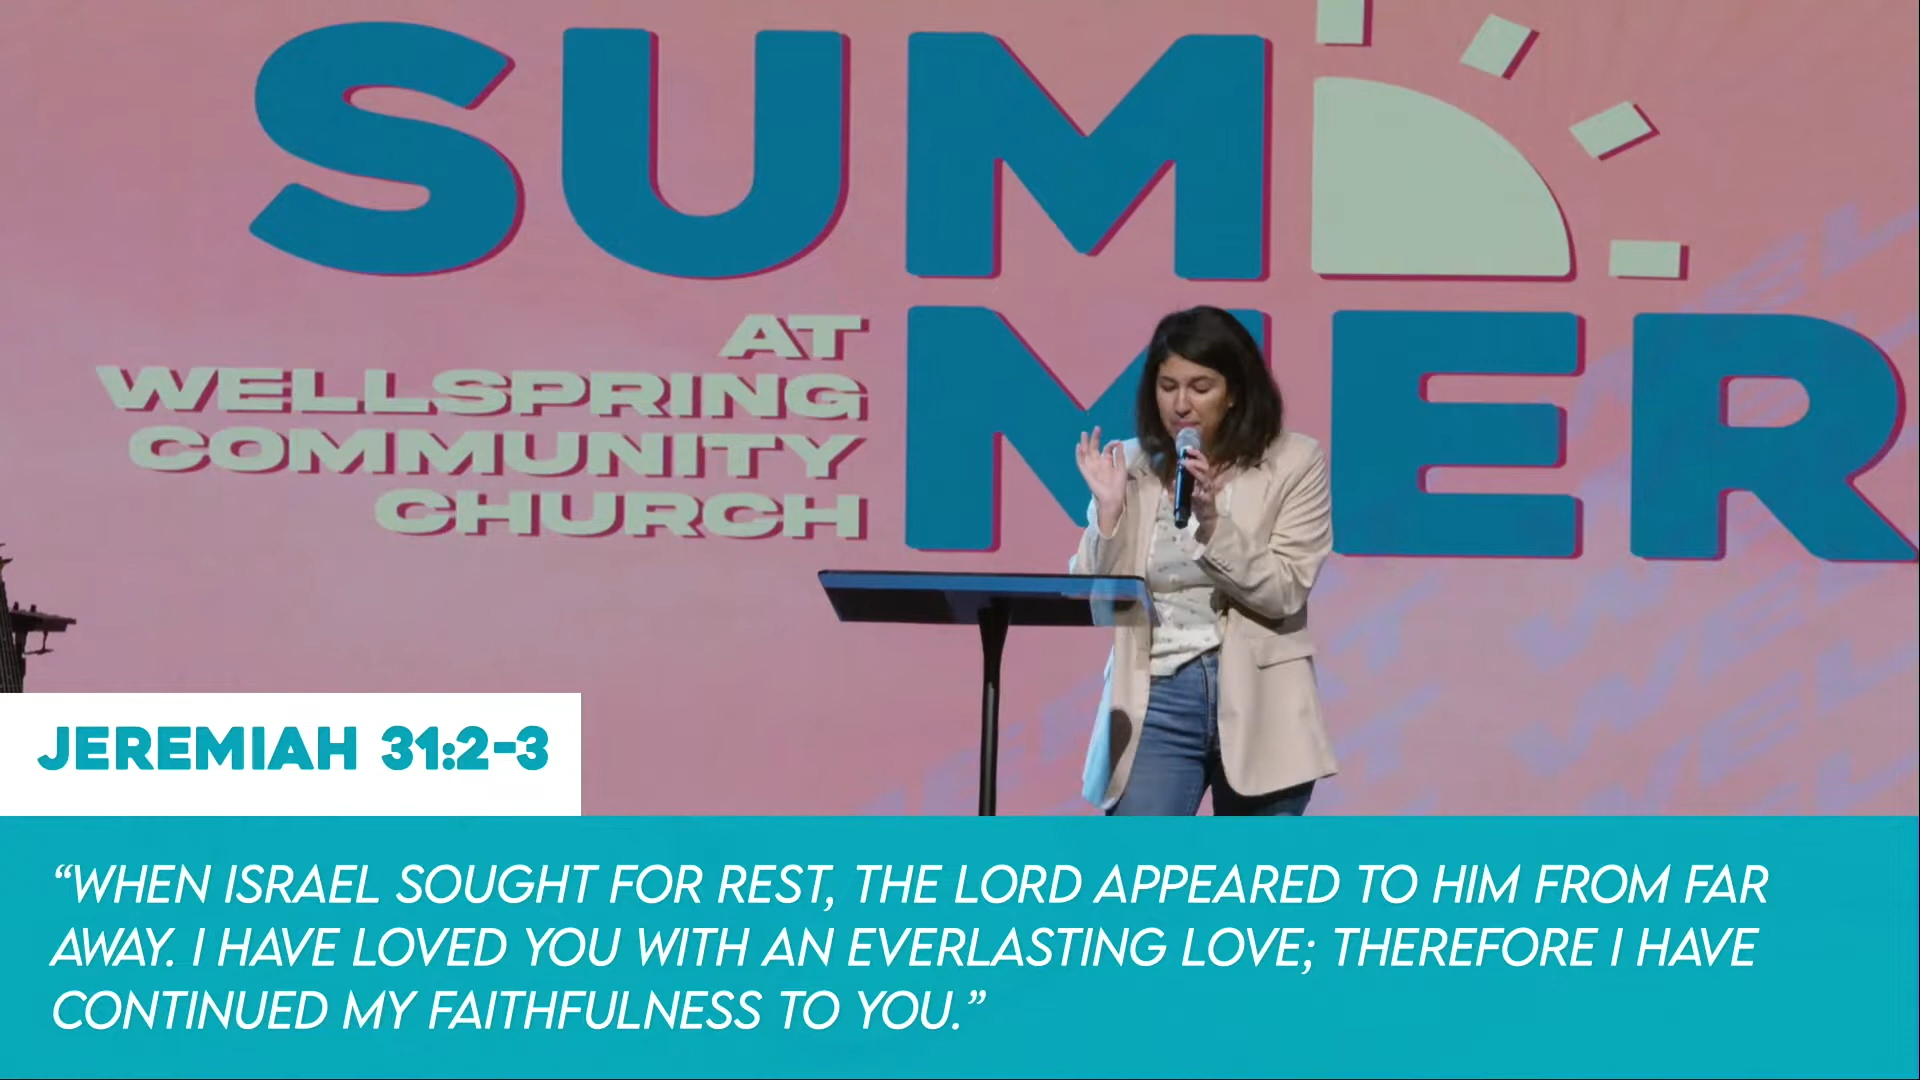 SUM
MER
AT
WELLSPRING
COMMUNITY
CHURCH
JEREMIAH 31:2-3
“WHEN ISRAEL SOUGHT FOR REST, THE LORD APPEARED TO HIM FROM FAR
AWAY. I HAVE LOVED YOU WITH AN EVERLASTING LOVE; THEREFORE I HAVE
CONTINUED MY FAITHFULNESS TO YOU.”